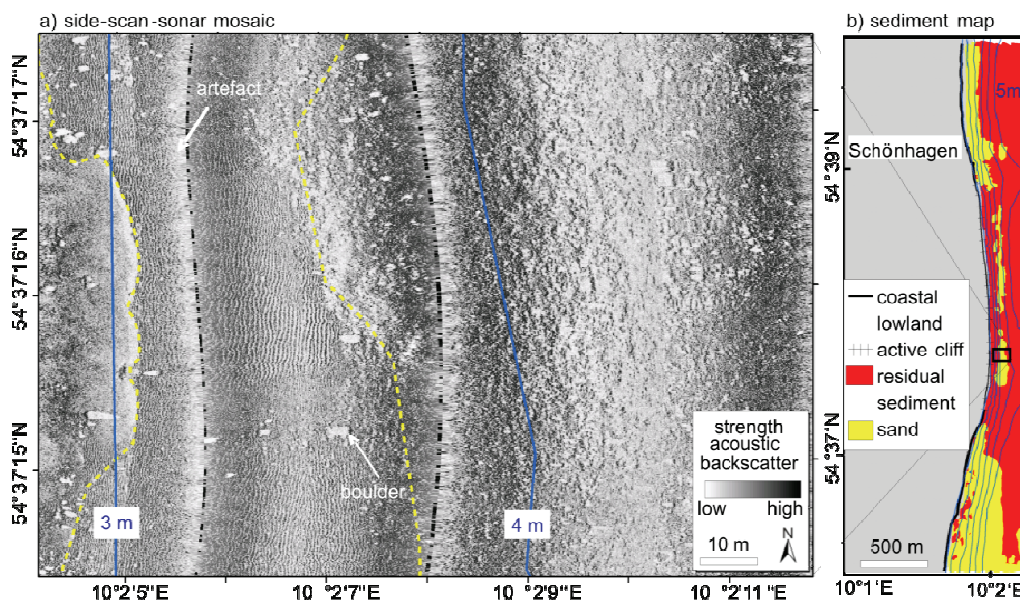 a) side-scan-sonar mosaic
54°37'17''N
54°37'16''N
54°37'15''N
artefact
boulder
3 m
4 m
strength
acoustic
backscatter
low high
10 m
N
10°2'5''E
10°2'7''E
10°2'9''E
10°2'11''E
b) sediment map
5m
Schönhagen
54°39'N
54°37'N
coastal
lowland
active cliff
residual
sediment
sand
500 m
10°1'E
10°2'E